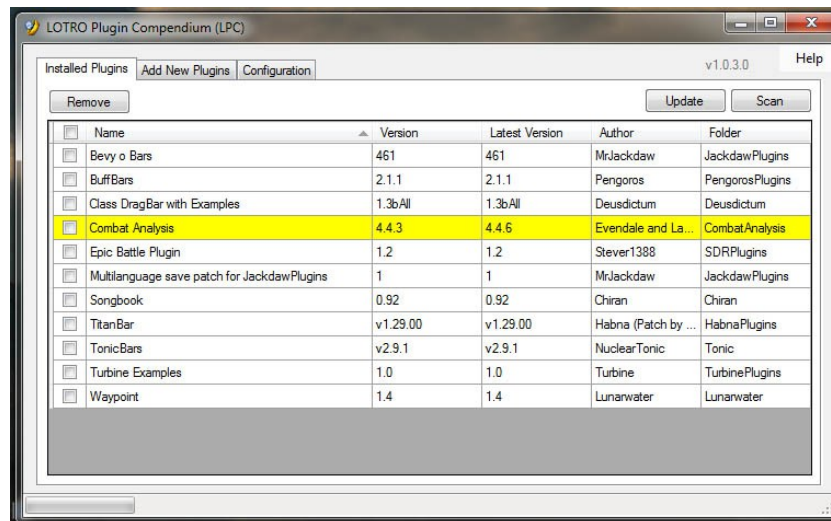 LOTRO Plugin Compendium (LPC)
Installed Plugins Add New Plugins Configuration v1.0.3.0 Help
Remove Update Scan
Name Version Latest Version Author Folder
Bevy o Bars 461 461 MrJackdaw JackdawPlugins
BuffBars 2.1.1 2.1.1 Pengoros PengorosPlugins
Class DragBar with Examples 1.3bAll 1.3bAll Deusdictum Deusdictum
Combat Analysis 4.4.3 4.4.6 Evendale and La... CombatAnalysis
Epic Battle Plugin 1.2 1.2 Stever1388 SDRPlugins
Multilanguage save patch for JackdawPlugins 1 1 MrJackdaw JackdawPlugins
Songbook 0.92 0.92 Chiran Chiran
TitanBar v1.29.00 v1.29.00 Habna (Patch by ... HabnaPlugins
TonicBars v2.9.1 v2.9.1 NuclearTonic Tonic
Turbine Examples 1.0 1.0 Turbine TurbinePlugins
Waypoint 1.4 1.4 Lunarwater Lunarwater